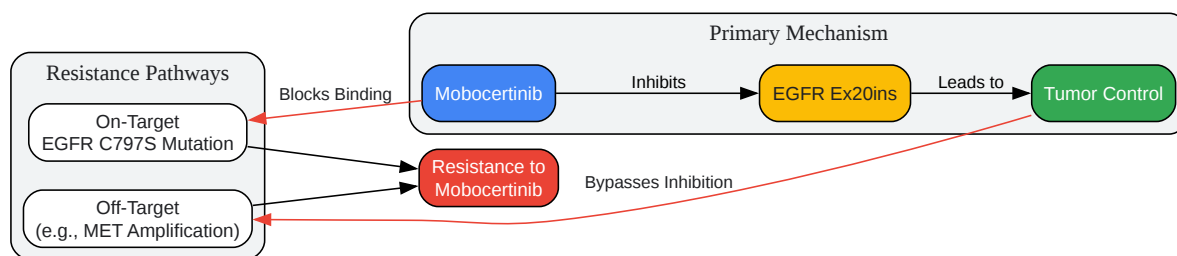 Primary Mechanism
Resistance Pathways
Mobocertinib
Inhibits
EGFR Ex20ins
Leads to
Tumor Control
Blocks Binding
On-Target
EGFR C797S Mutation
Resistance to
Mobocertinib
Bypasses Inhibition
Off-Target
(e.g., MET Amplification)